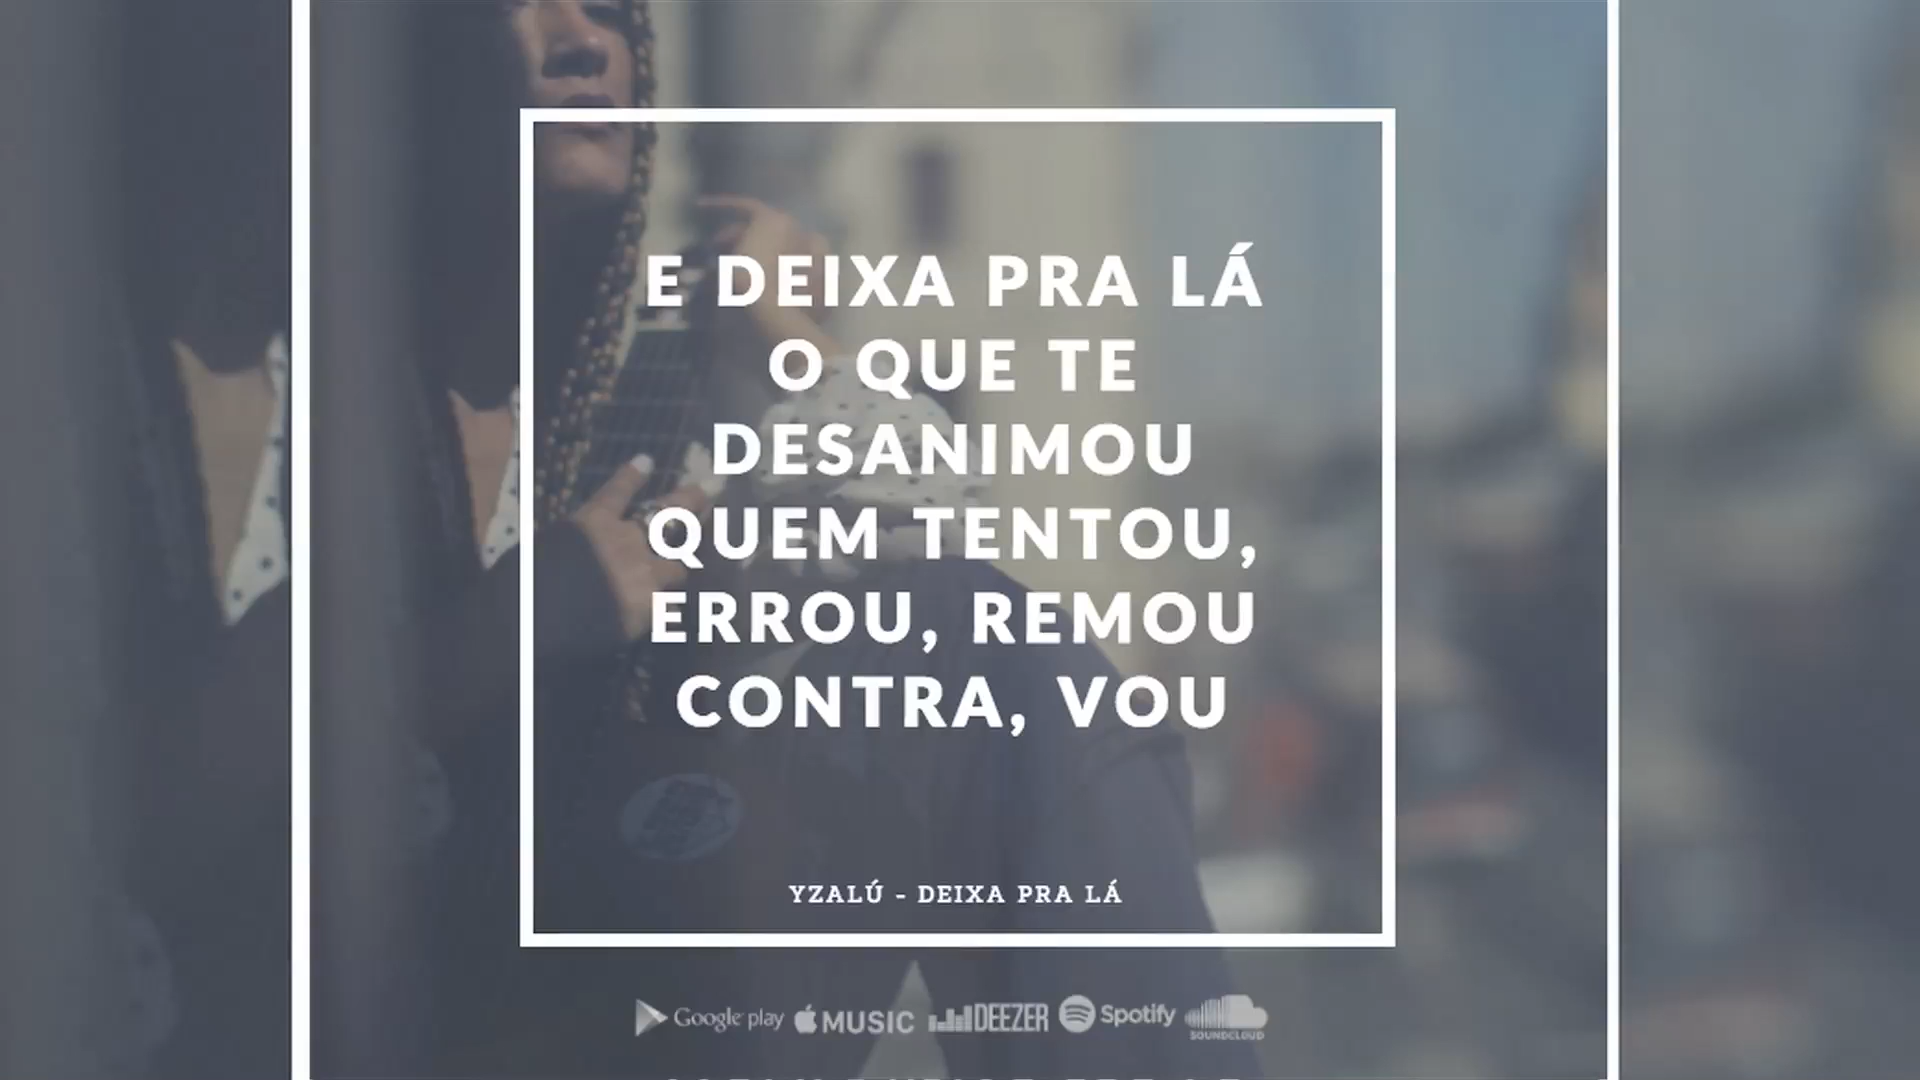 E DEIXA PRA LÁ
O QUE TE
DESANIMOU
QUEM TENTOU,
ERROU, REMOU
CONTRA, VOU
YZALÚ - DEIXA PRA LÁ
Google play MUSIC DEEZER Spotify SOUNDCLOUD